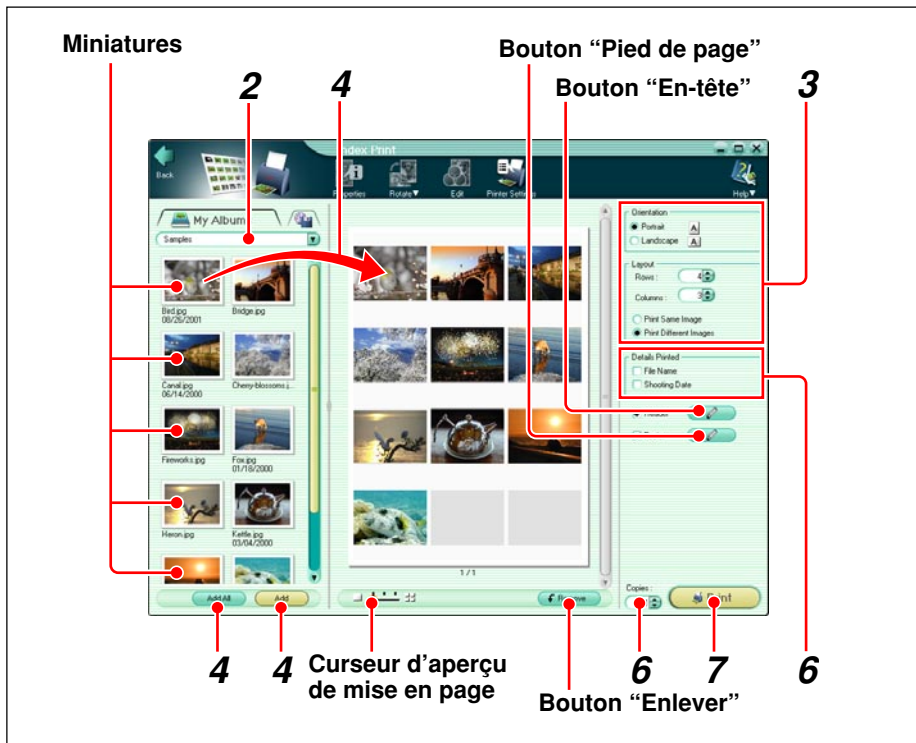 Miniatures
Bouton “Pied de page”
Bouton “En-tête”
2
4
3
Index Print
Back
Properties
Rotate▼
Edit
Printer Settings
Help▼
My Album
Samples
Bird.jpg
08/26/2001
Bridge.jpg
Canal.jpg
06/14/2000
Cherry-blossoms.j...
Fireworks.jpg
Fox.jpg
01/18/2000
Heron.jpg
Kettle.jpg
03/04/2000
Orientation
Portrait A
Landscape A
Layout
Rows : 4
Columns : 3
Print Same Image
Print Different Images
Details Printed
File Name
Shooting Date
1 / 1
Add All
Add
Copies :
Print
4
4
Curseur d’aperçu
de mise en page
6
7
6
Bouton “Enlever”